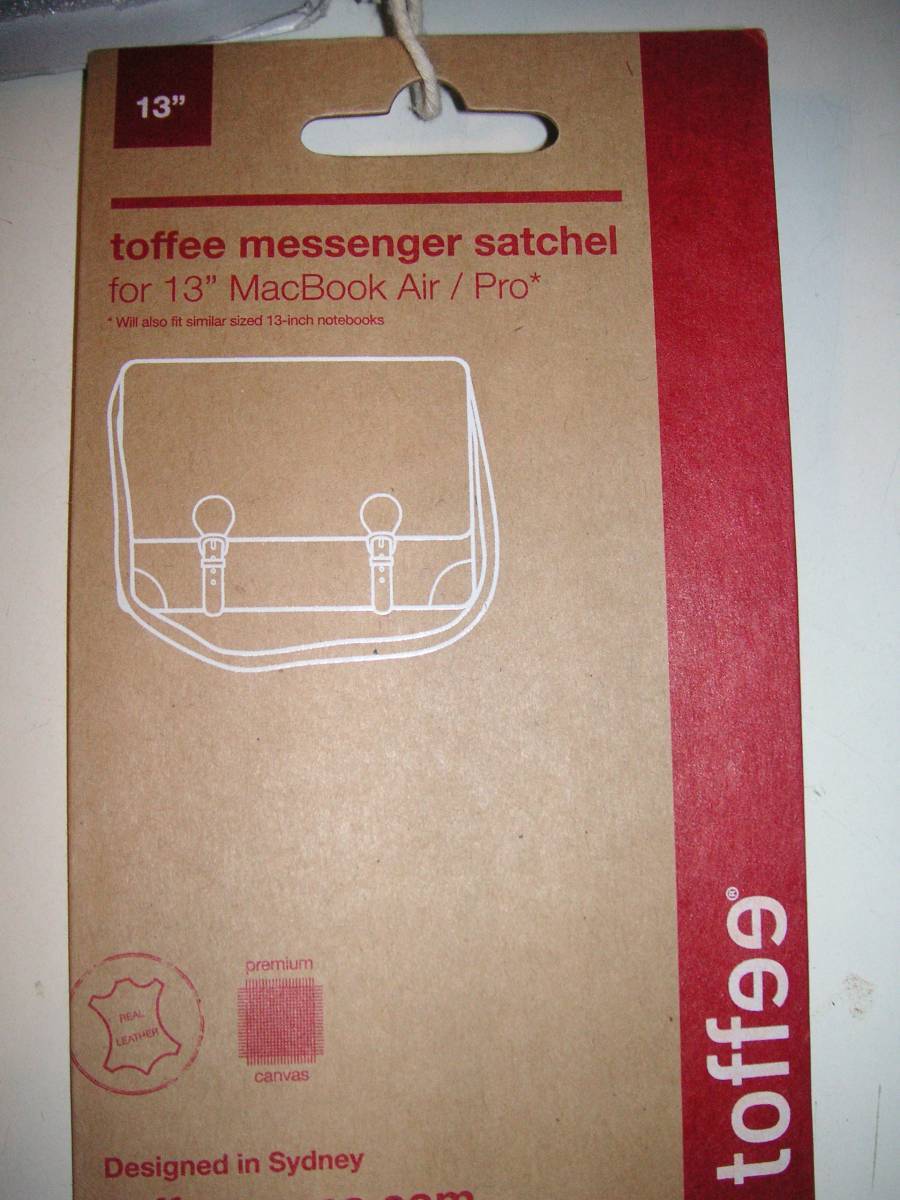 13”
toffee messenger satchel
for 13” MacBook Air / Pro*
* Will also fit similar sized 13-inch notebooks
REAL
LEATHER
premium
canvas
Designed in Sydney
toffee®